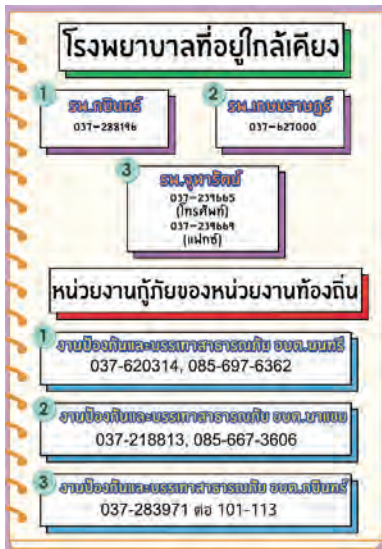 โรงพยาบาลที่อยู่ใกล้เคียง
1
รพ.กบินทร์
037-288196
2
รพ.เกษมราษฎร์
037-627000
3
รพ.จุฬารัตน์
037-239665
(โทรศัพท์)
037-239669
(แฟกซ์)
หน่วยงานกู้ภัยของหน่วยงานท้องถิ่น
1
งานป้องกันและบรรเทาสาธารณภัย อบต.นนทรี
037-620314, 085-697-6362
2
งานป้องกันและบรรเทาสาธารณภัย อบต.นาแขม
037-218813, 085-667-3606
3
งานป้องกันและบรรเทาสาธารณภัย อบต.กบินทร์
037-283971 ต่อ 101-113